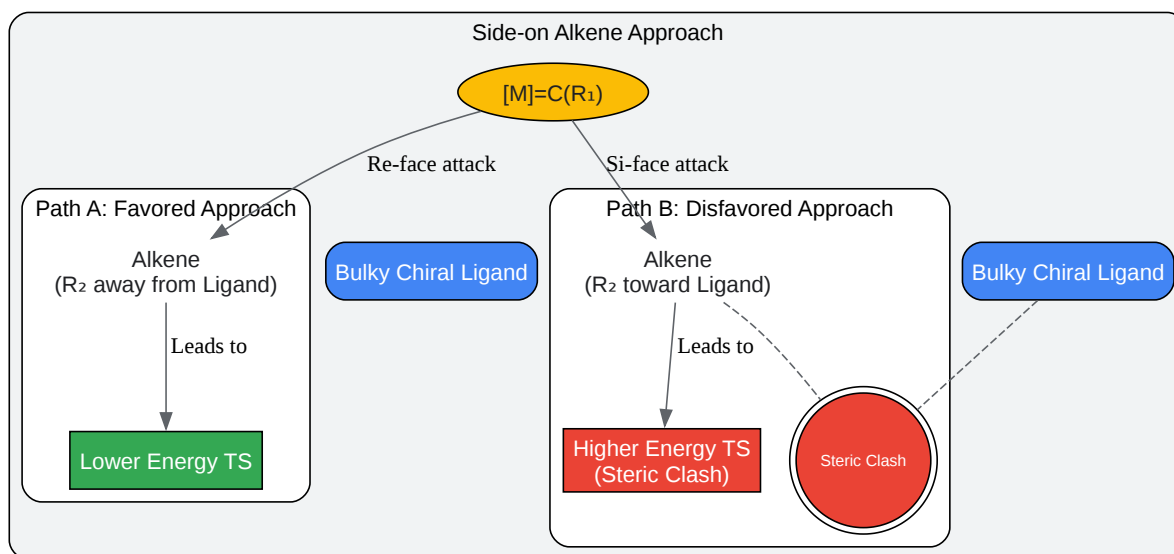 Side-on Alkene Approach
[M]=C(R₁)
Re-face attack
Si-face attack
Path A: Favored Approach
Path B: Disfavored Approach
Alkene
(R₂ away from Ligand)
Bulky Chiral Ligand
Alkene
(R₂ toward Ligand)
Bulky Chiral Ligand
Leads to
Leads to
Lower Energy TS
Higher Energy TS
(Steric Clash)
Steric Clash